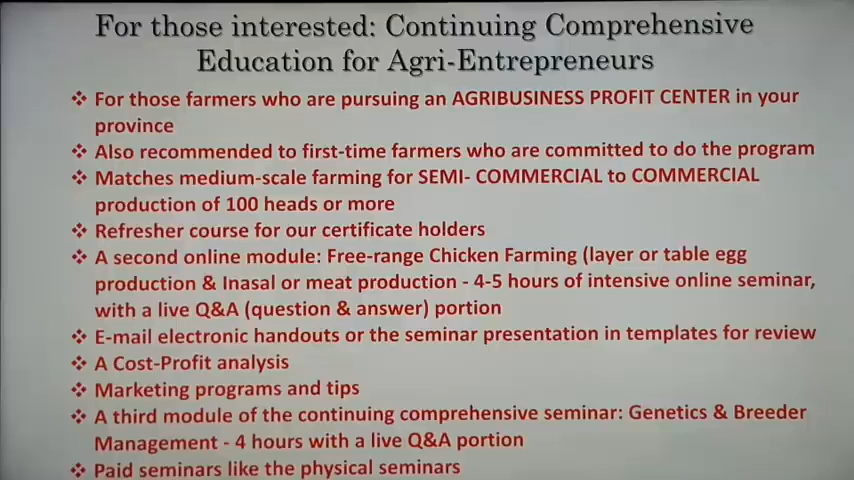 For those interested: Continuing Comprehensive
Education for Agri-Entrepreneurs
❖ For those farmers who are pursuing an AGRIBUSINESS PROFIT CENTER in your
province
❖ Also recommended to first-time farmers who are committed to do the program
❖ Matches medium-scale farming for SEMI- COMMERCIAL to COMMERCIAL
production of 100 heads or more
❖ Refresher course for our certificate holders
❖ A second online module: Free-range Chicken Farming (layer or table egg
production & Inasal or meat production - 4-5 hours of intensive online seminar,
with a live Q&A (question & answer) portion
❖ E-mail electronic handouts or the seminar presentation in templates for review
❖ A Cost-Profit analysis
❖ Marketing programs and tips
❖ A third module of the continuing comprehensive seminar: Genetics & Breeder
Management - 4 hours with a live Q&A portion
❖ Paid seminars like the physical seminars